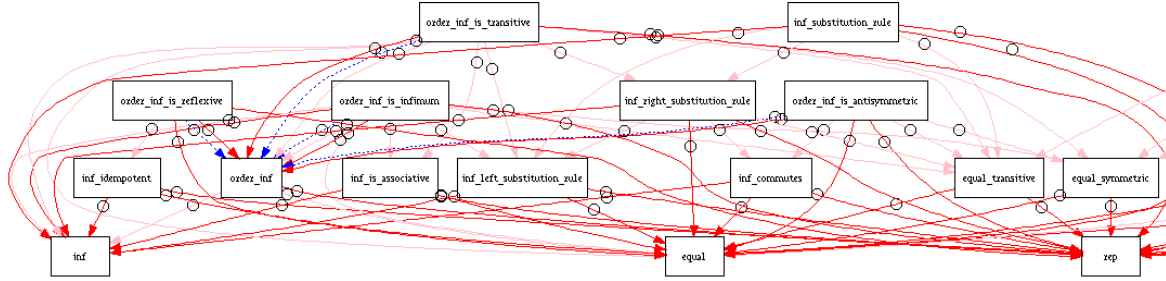 order_inf_is_transitive
inf_substitution_rule
order_inf_is_reflexive
order_inf_is_infimum
inf_right_substitution_rule
order_inf_is_antisymmetric
inf_idempotent
order_inf
inf_is_associative
inf_left_substitution_rule
inf_commutes
equal_transitive
equal_symmetric
inf
equal
rep